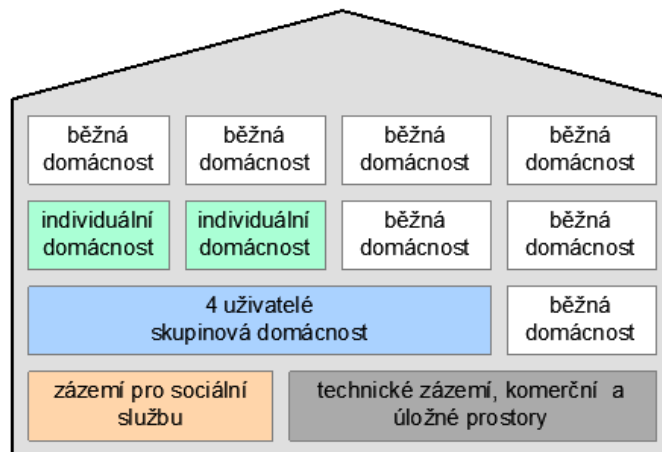 běžná
domácnost
běžná
domácnost
běžná
domácnost
běžná
domácnost
individuální
domácnost
individuální
domácnost
běžná
domácnost
běžná
domácnost
4 uživatelé
skupinová domácnost
běžná
domácnost
zázemí pro sociální
službu
technické zázemí, komerční a
úložné prostory